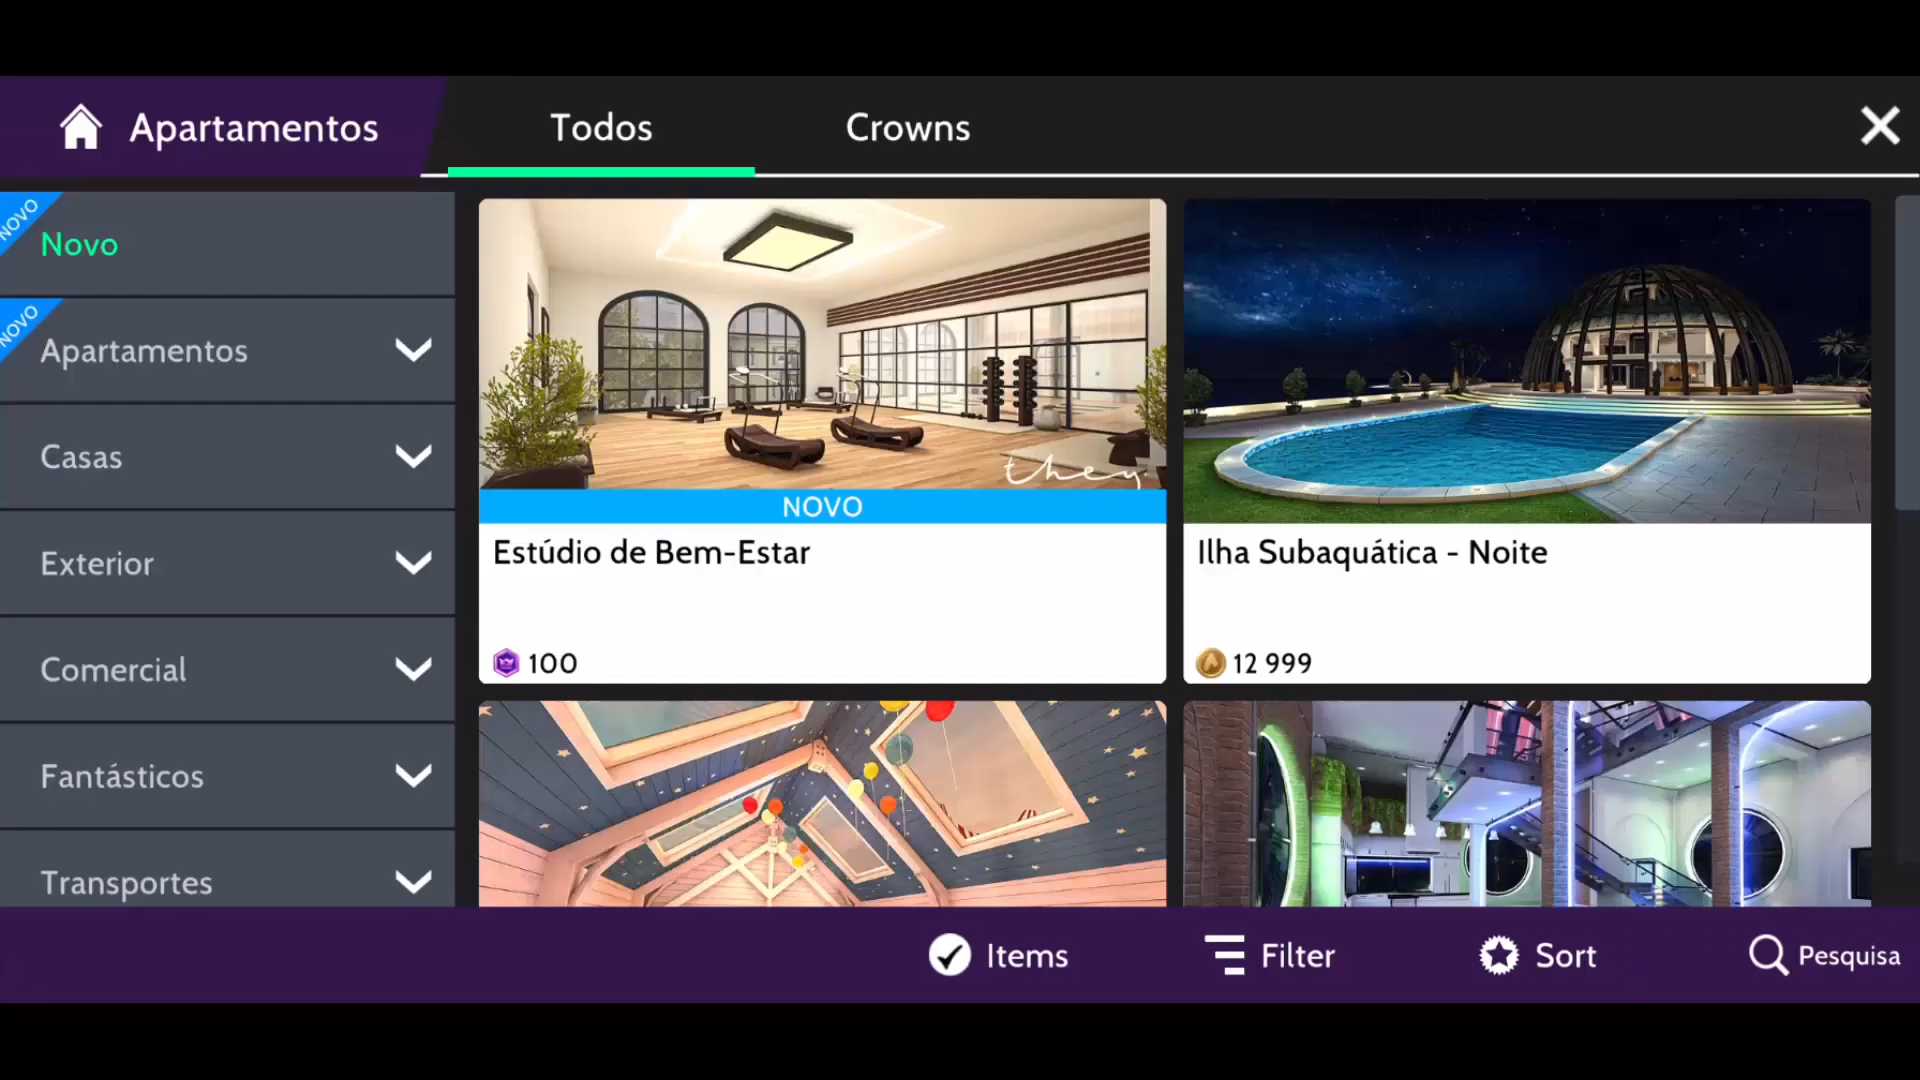 Apartamentos
Todos
Crowns
NOVO
Novo
NOVO
Apartamentos
Casas
Exterior
Comercial
Fantásticos
Transportes
they.
NOVO
Estúdio de Bem-Estar
100
Ilha Subaquática - Noite
12 999
Items
Filter
Sort
Pesquisa